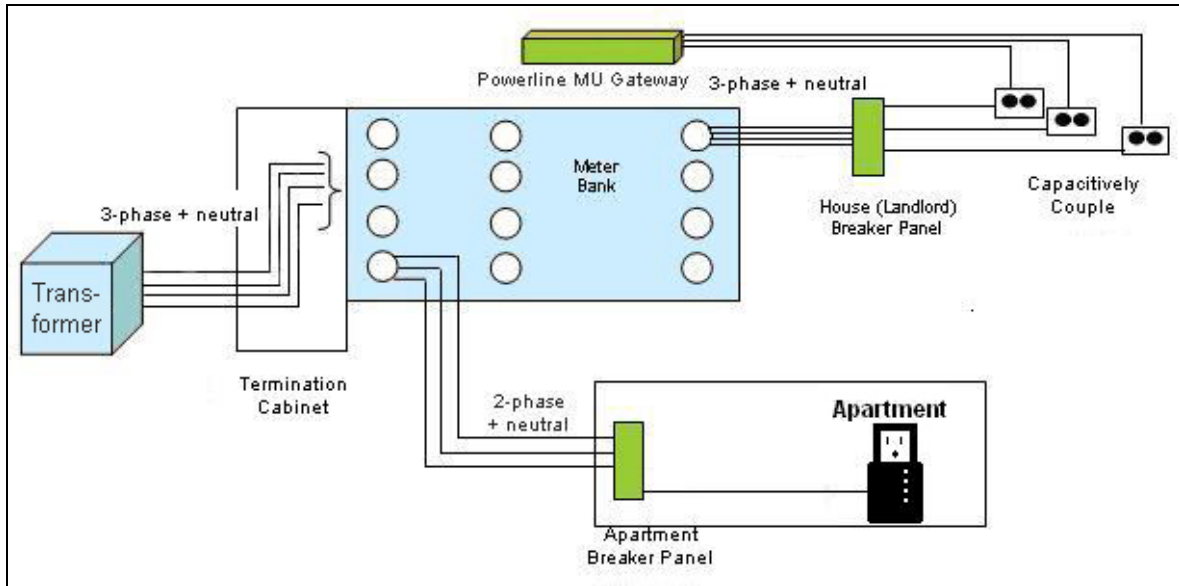 Powerline MU Gateway
3-phase + neutral
Meter
Bank
3-phase + neutral
House (Landlord)
Breaker Panel
Capacitively
Couple
Trans-
former
Termination
Cabinet
2-phase
+ neutral
Apartment
Apartment
Breaker Panel